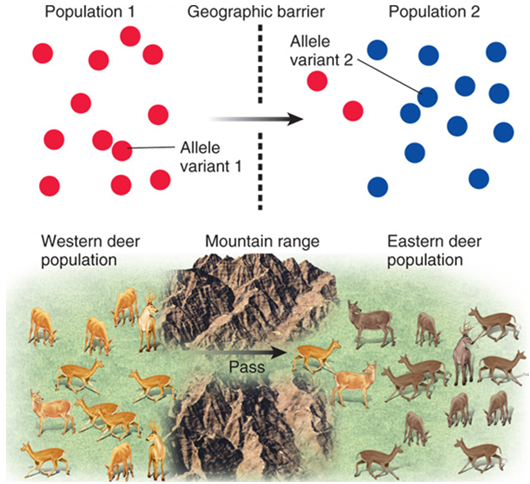 Population 1
Geographic barrier
Population 2
Allele
variant 2
Allele
variant 1
Western deer
population
Mountain range
Eastern deer
population
Pass